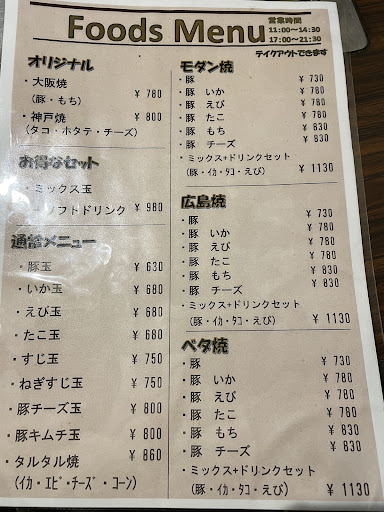 Foods Menu
営業時間
11:00～14:30
17:00～21:30
テイクアウトできます
オリジナル
・大阪焼 ¥ 780
（豚・もち）
・神戸焼 ¥ 800
（タコ・ホタテ・チーズ）
お得なセット
・ミックス玉
ソフトドリンク ¥ 980
通常メニュー
・豚玉 ¥ 630
・いか玉 ¥ 680
・えび玉 ¥ 680
・たこ玉 ¥ 680
・すじ玉 ¥ 750
・ねぎすじ玉 ¥ 750
・豚チーズ玉 ¥ 800
・豚キムチ玉 ¥ 800
・タルタル焼 ¥ 860
（イカ・エビ・チーズ・コーン）
モダン焼
・豚 ¥ 730
・豚 いか ¥ 780
・豚 えび ¥ 780
・豚 たこ ¥ 780
・豚 もち ¥ 830
・豚 チーズ ¥ 830
・ミックス+ドリンクセット
（豚・イカ・タコ・えび） ¥ 1130
広島焼
・豚 ¥ 730
・豚 いか ¥ 780
・豚 えび ¥ 780
・豚 たこ ¥ 780
・豚 もち ¥ 830
・豚 チーズ ¥ 830
・ミックス+ドリンクセット
（豚・イカ・タコ・えび） ¥ 1130
ベタ焼
・豚 ¥ 730
・豚 いか ¥ 780
・豚 えび ¥ 780
・豚 たこ ¥ 780
・豚 もち ¥ 830
・豚 チーズ ¥ 830
・ミックス+ドリンクセット
（豚・イカ・タコ・えび） ¥ 1130